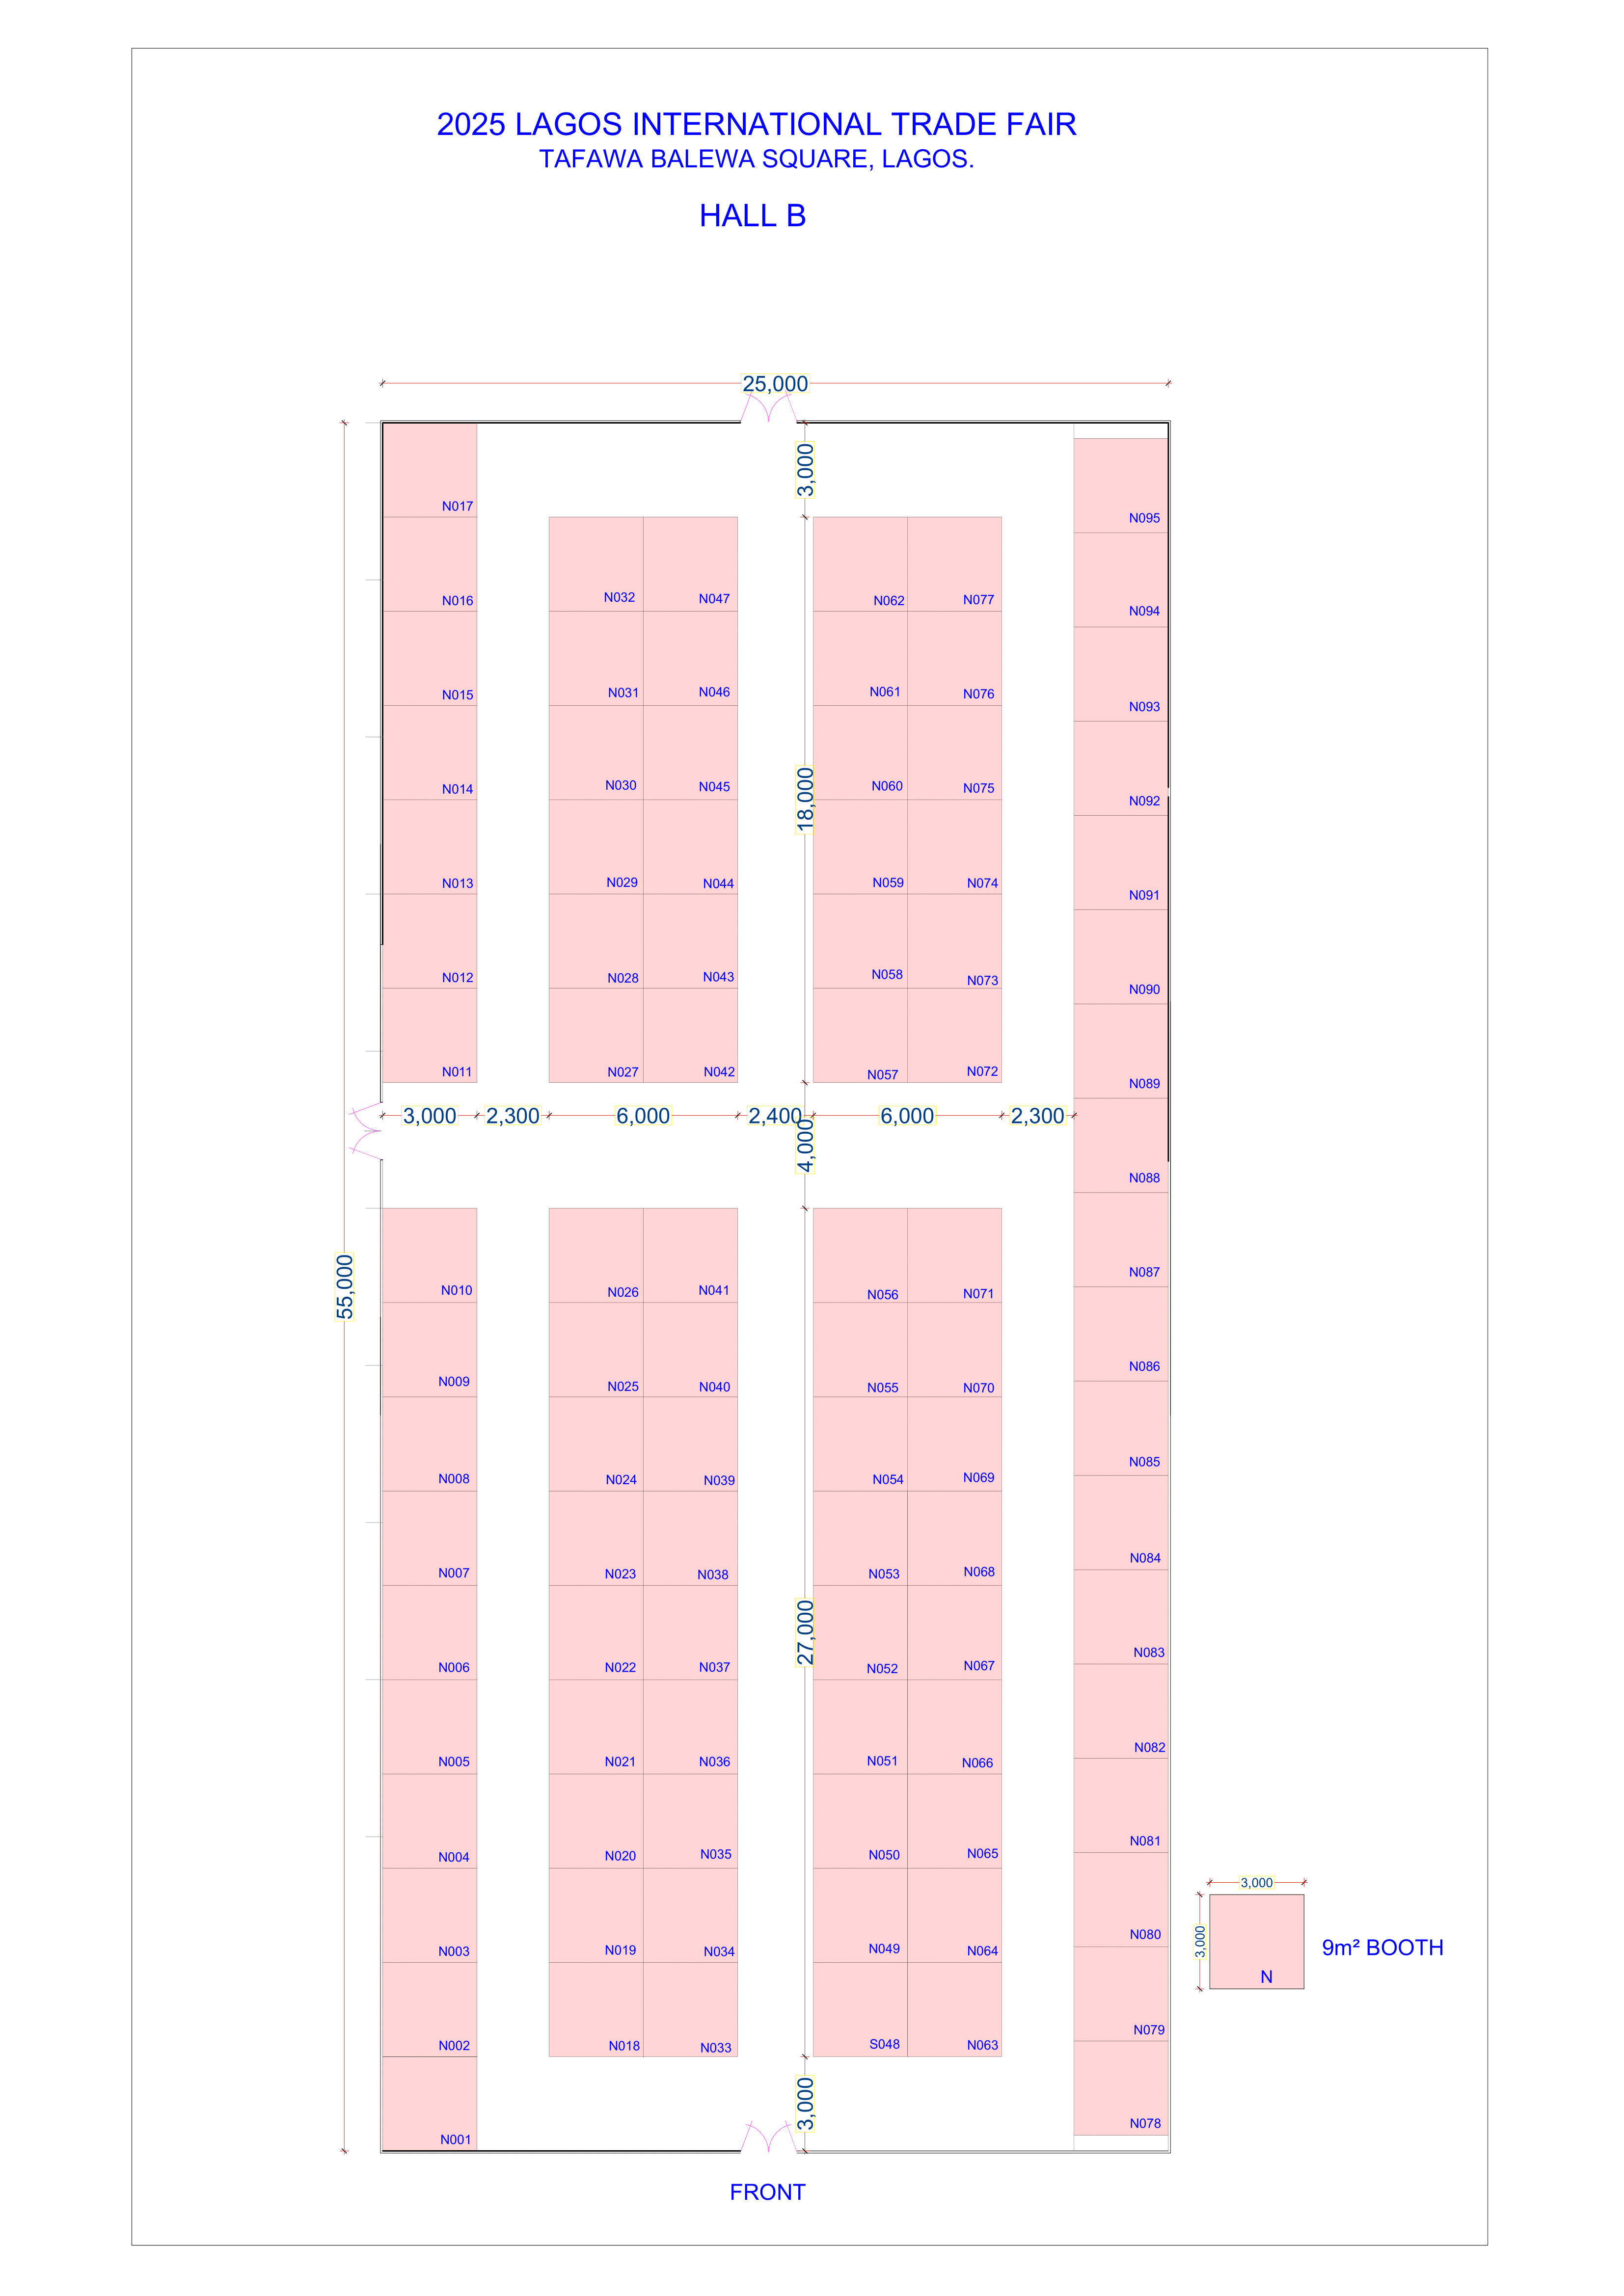 2025 LAGOS INTERNATIONAL TRADE FAIR
TAFAWA BALEWA SQUARE, LAGOS.
HALL B
25,000
3,000
N017
N095
N032 N047 N062 N077
N016
N094
N031 N046 N061 N076
N015
N093
N030 N045 N060 N075
N014
18,000
N092
N029 N044 N059 N074
N013
N091
N028 N043 N058 N073
N012
N090
N027 N042 N057 N072
N011
N089
3,000 2,300 6,000 2,400 6,000 2,300
4,000
N088
N087
55,000
N010 N026 N041 N056 N071
N086
N009 N025 N040 N055 N070
N085
N008 N024 N039 N054 N069
N084
N007 N023 N038 N053 N068
27,000
N083
N006 N022 N037 N052 N067
N082
N005 N021 N036 N051 N066
N081
N004 N020 N035 N050 N065
3,000
N080
3,000
9m² BOOTH
N
N003 N019 N034 N049 N064
N079
N002 N018 N033 S048 N063
3,000
N078
N001
FRONT